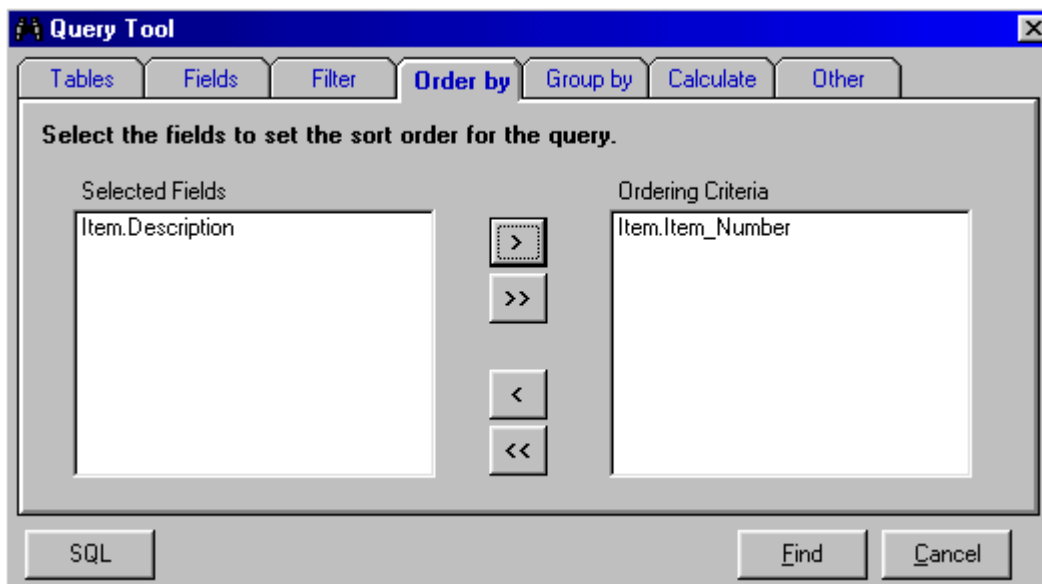 Query Tool
Tables Fields Filter Order by Group by Calculate Other
Select the fields to set the sort order for the query.
Selected Fields Ordering Criteria
Item.Description > Item.Item_Number
>>
<
<<
SQL Find Cancel